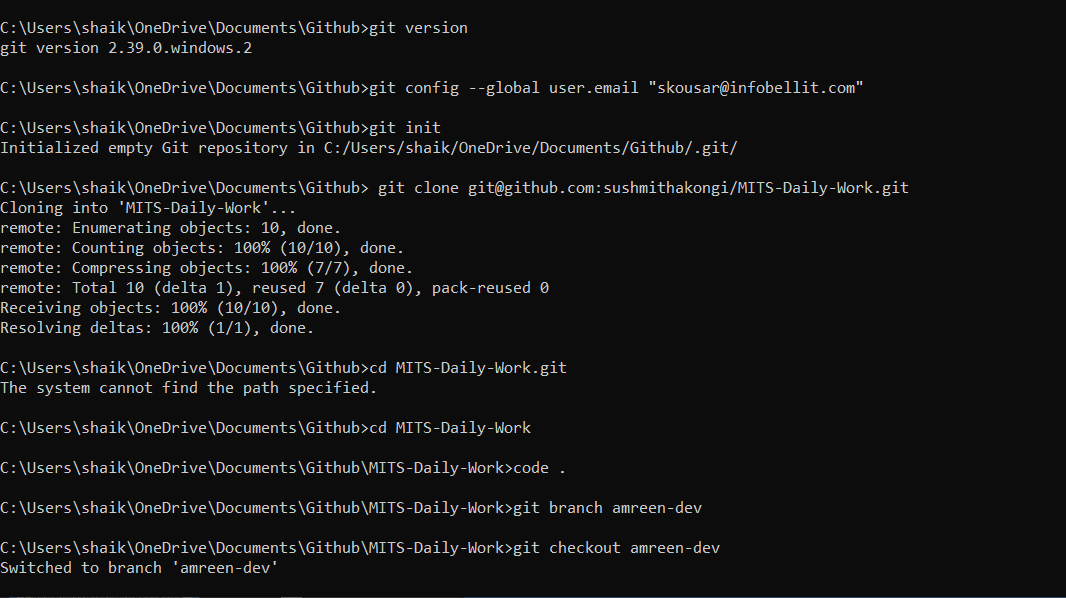 C:\Users\shaik\OneDrive\Documents\Github>git version
git version 2.39.0.windows.2
C:\Users\shaik\OneDrive\Documents\Github>git config --global user.email "skousar@infobellit.com"
C:\Users\shaik\OneDrive\Documents\Github>git init
Initialized empty Git repository in C:/Users/shaik/OneDrive/Documents/Github/.git/
C:\Users\shaik\OneDrive\Documents\Github> git clone git@github.com:sushmithakongi/MITS-Daily-Work.git
Cloning into 'MITS-Daily-Work'...
remote: Enumerating objects: 10, done.
remote: Counting objects: 100% (10/10), done.
remote: Compressing objects: 100% (7/7), done.
remote: Total 10 (delta 1), reused 7 (delta 0), pack-reused 0
Receiving objects: 100% (10/10), done.
Resolving deltas: 100% (1/1), done.
C:\Users\shaik\OneDrive\Documents\Github>cd MITS-Daily-Work.git
The system cannot find the path specified.
C:\Users\shaik\OneDrive\Documents\Github>cd MITS-Daily-Work
C:\Users\shaik\OneDrive\Documents\Github\MITS-Daily-Work>code .
C:\Users\shaik\OneDrive\Documents\Github\MITS-Daily-Work>git branch amreen-dev
C:\Users\shaik\OneDrive\Documents\Github\MITS-Daily-Work>git checkout amreen-dev
Switched to branch 'amreen-dev'